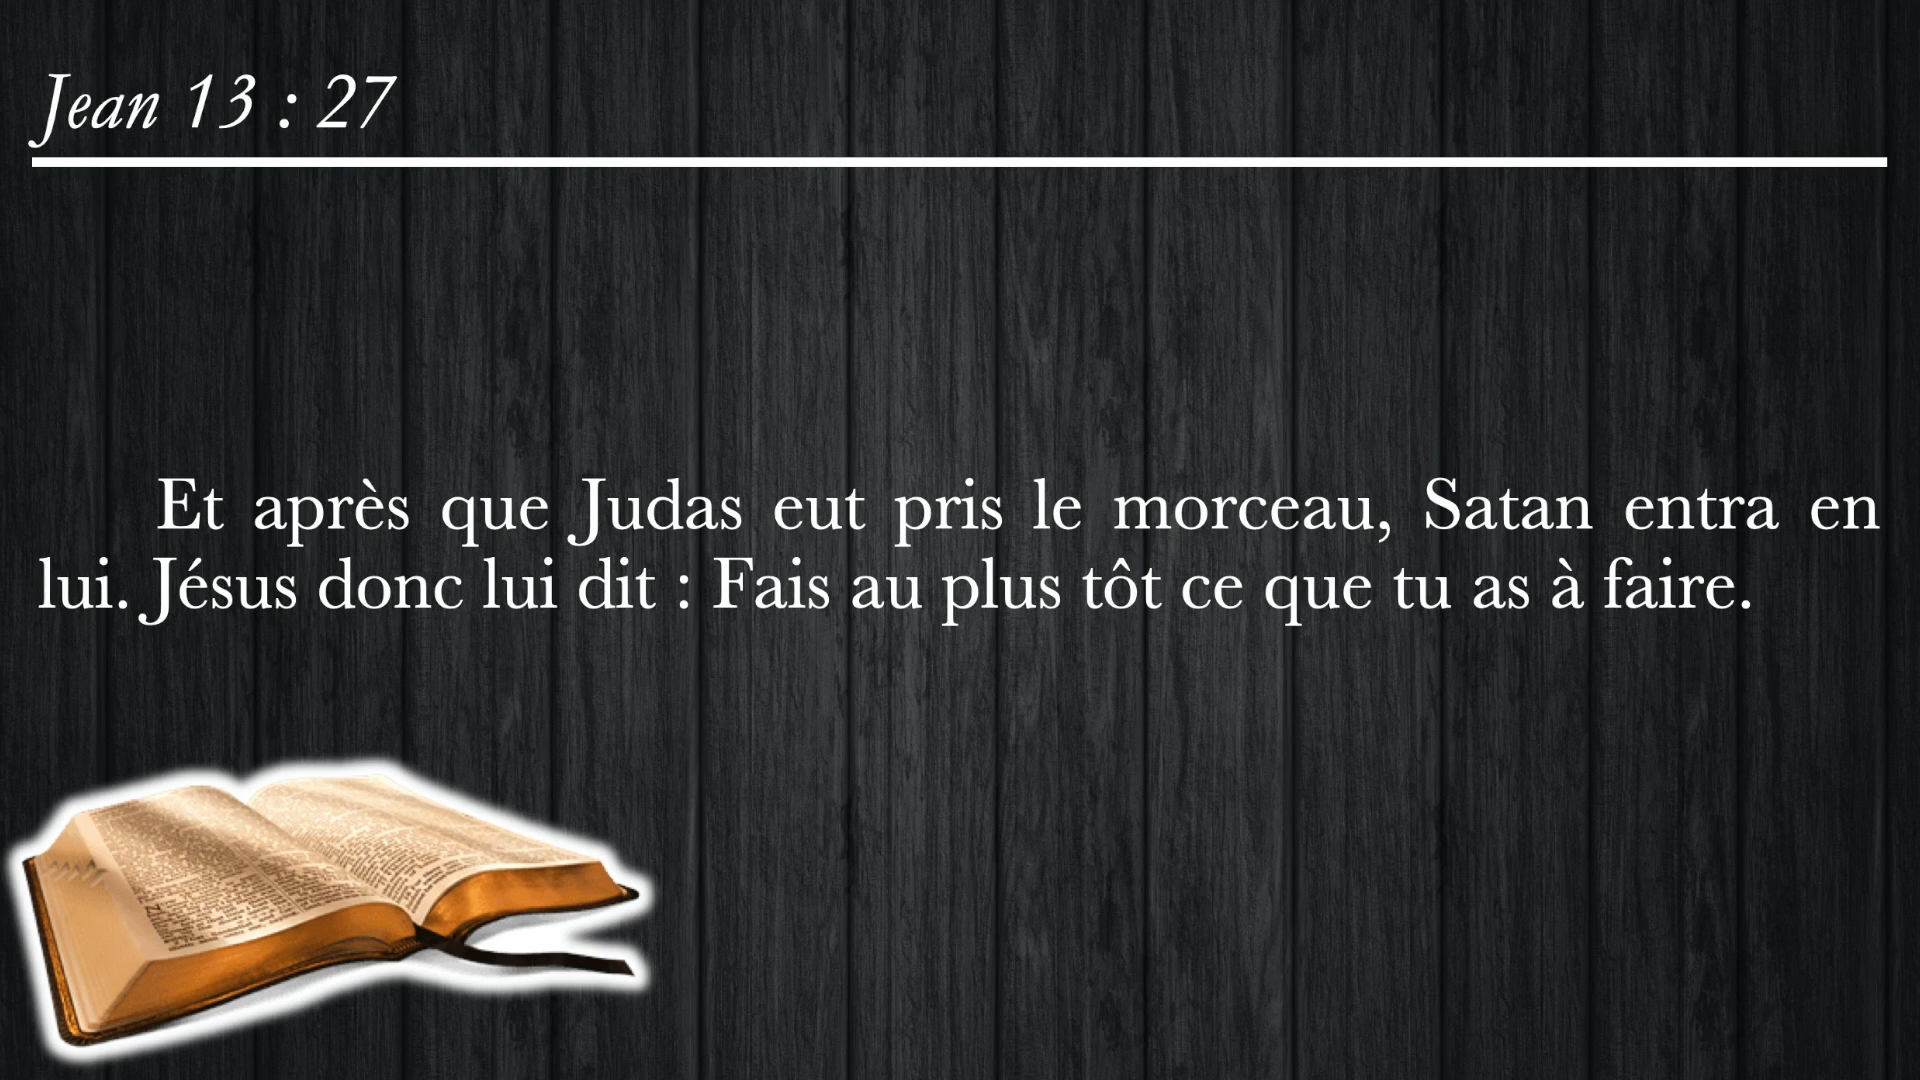 Jean 13 : 27
Et après que Judas eut pris le morceau, Satan entra en
lui. Jésus donc lui dit : Fais au plus tôt ce que tu as à faire.